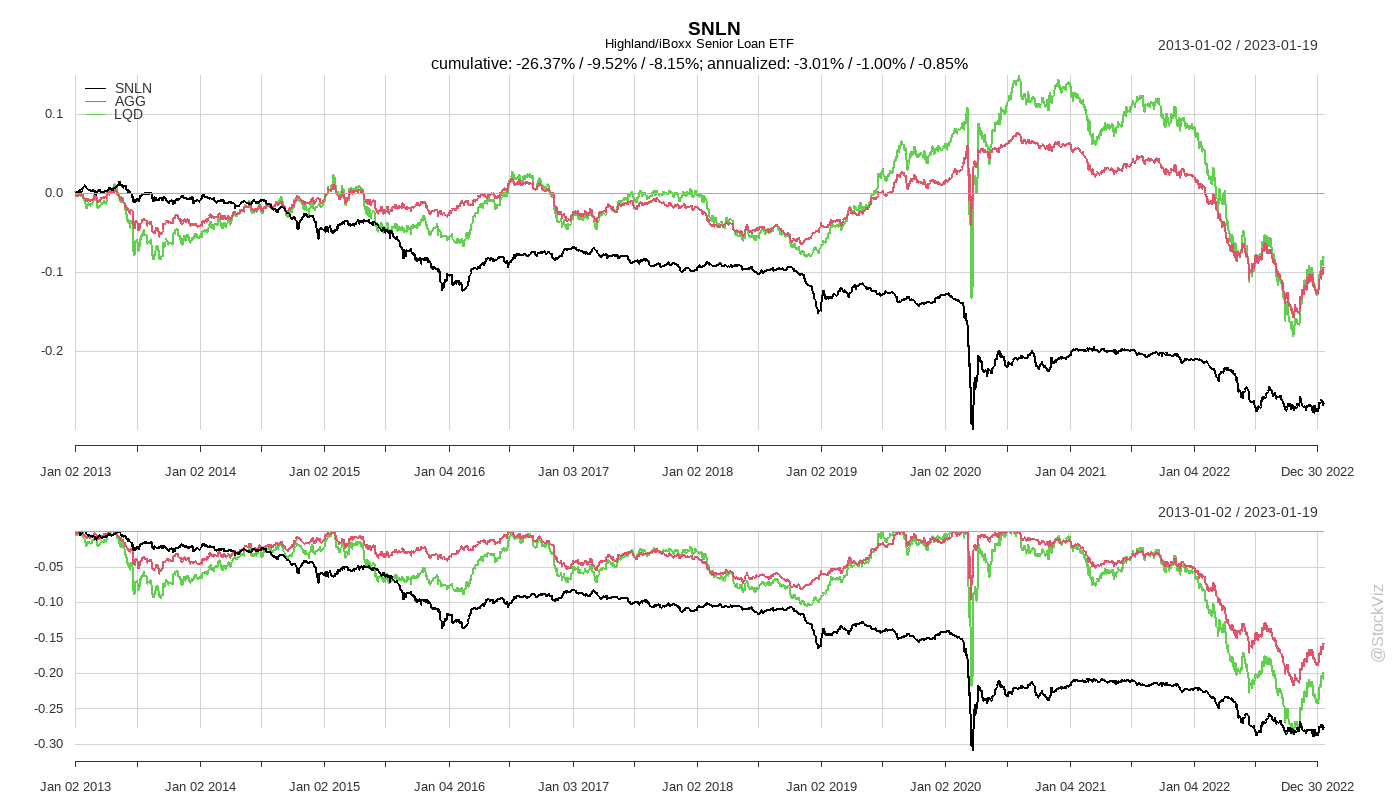 SNLN
Highland/iBoxx Senior Loan ETF
2013-01-02 / 2023-01-19
cumulative: -26.37% / -9.52% / -8.15%; annualized: -3.01% / -1.00% / -0.85%
SNLN
AGG
LQD
0.1
0.0
-0.1
-0.2
Jan 02 2013 Jan 02 2014 Jan 02 2015 Jan 04 2016 Jan 03 2017 Jan 02 2018 Jan 02 2019 Jan 02 2020 Jan 04 2021 Jan 04 2022 Dec 30 2022
2013-01-02 / 2023-01-19
-0.05
-0.10
-0.15
-0.20
-0.25
-0.30
Jan 02 2013 Jan 02 2014 Jan 02 2015 Jan 04 2016 Jan 03 2017 Jan 02 2018 Jan 02 2019 Jan 02 2020 Jan 04 2021 Jan 04 2022 Dec 30 2022
@StockViz